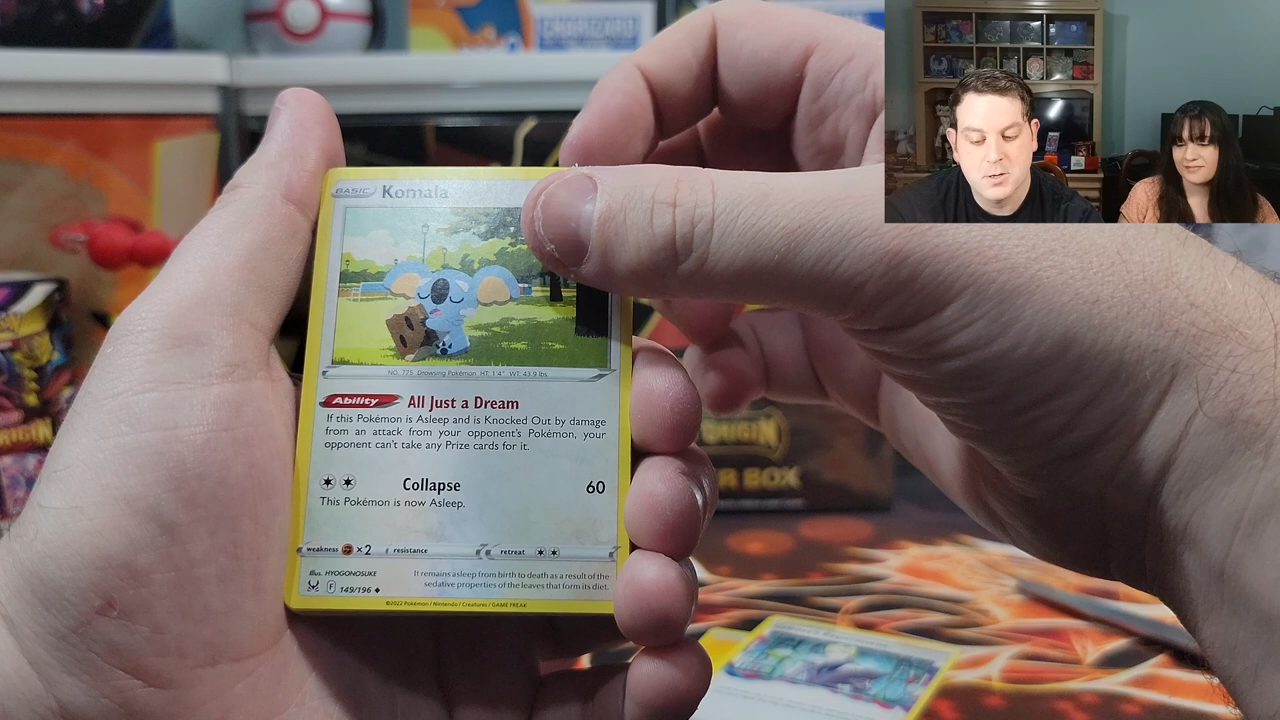 BASIC Komala
NO. 775 Drowsing Pokémon HT: 1'4" WT: 43.9 lbs.
Ability All Just a Dream
If this Pokémon is Asleep and is Knocked Out by damage
from an attack from your opponent's Pokémon, your
opponent can't take any Prize cards for it.
Collapse 60
This Pokémon is now Asleep.
weakness ×2 resistance retreat
Illus. HYOGONOSUKE
It remains asleep from birth to death as a result of the
sedative properties of the leaves that form its diet.
F 149/196
©2022 Pokémon / Nintendo / Creatures / GAME FREAK
ORIGIN
R BOX